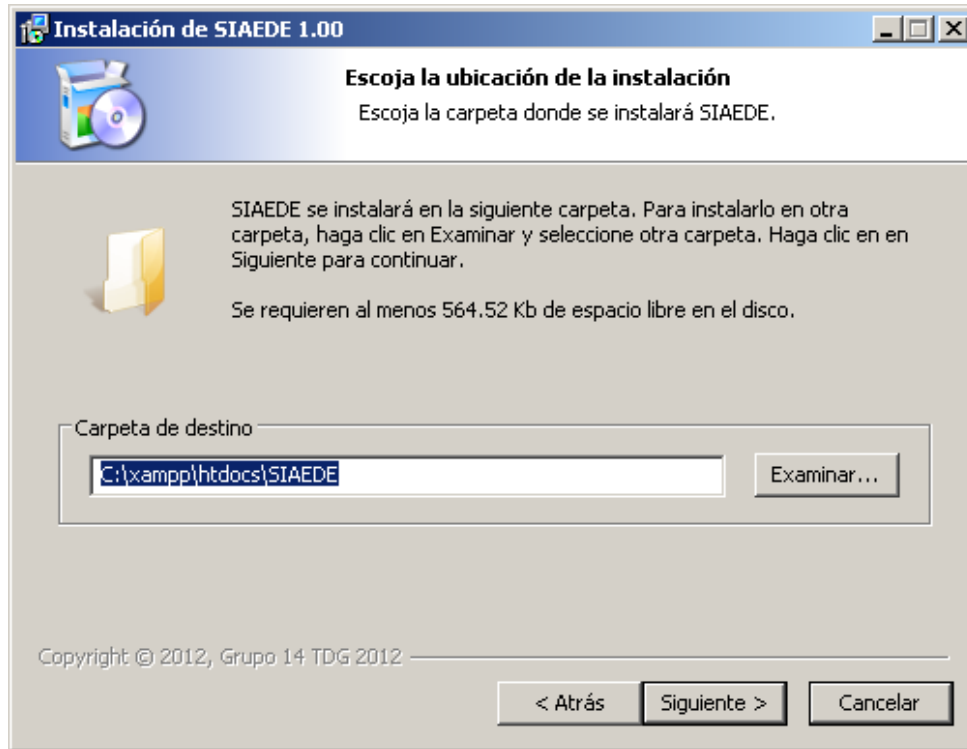 Instalación de SIAEDE 1.00
Escoja la ubicación de la instalación
Escoja la carpeta donde se instalará SIAEDE.
SIAEDE se instalará en la siguiente carpeta. Para instalarlo en otra
carpeta, haga clic en Examinar y seleccione otra carpeta. Haga clic en en
Siguiente para continuar.
Se requieren al menos 564.52 Kb de espacio libre en el disco.
Carpeta de destino
C:\xampp\htdocs\SIAEDE
Examinar...
Copyright © 2012, Grupo 14 TDG 2012
< Atrás
Siguiente >
Cancelar